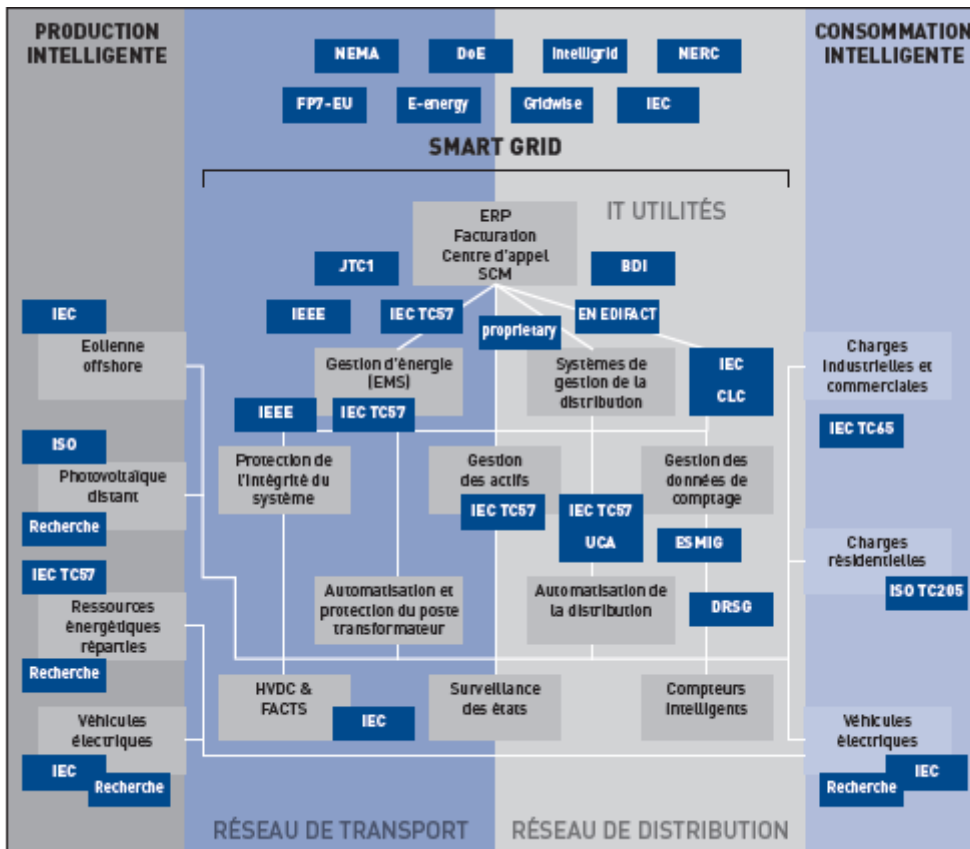 PRODUCTION
INTELLIGENTE
CONSOMMATION
INTELLIGENTE
NEMA
DoE
Intelligrid
NERC
FP7-EU
E-energy
Gridwise
IEC
SMART GRID
IT UTILITÉS
ERP
Facturation
Centre d'appel
SCM
JTC1
BDI
IEEE
IEC TC57
proprietary
EN EDIFACT
IEC
Eolienne
offshore
Gestion d'énergie
(EMS)
Systèmes de
gestion de la
distribution
IEC
CLC
Charges
Industrielles et
commerciales
IEEE
IEC TC57
IEC TC65
ISO
Photovoltaïque
distant
Recherche
Protection de
l'Intégrité du
système
Gestion
des actifs
IEC TC57
Gestion des
données de
comptage
IEC TC57
UCA
ESMIG
Charges
résidentielles
ISO TC205
IEC TC57
Ressources
énergétiques
réparties
Recherche
Automatisation et
protection du poste
transformateur
Automatisation de
la distribution
DRSG
HVDC &
FACTS
IEC
Surveillance
des états
Compteurs
Intelligents
Véhicules
électriques
IEC
Recherche
Véhicules
électriques
IEC
Recherche
RÉSEAU DE TRANSPORT
RÉSEAU DE DISTRIBUTION